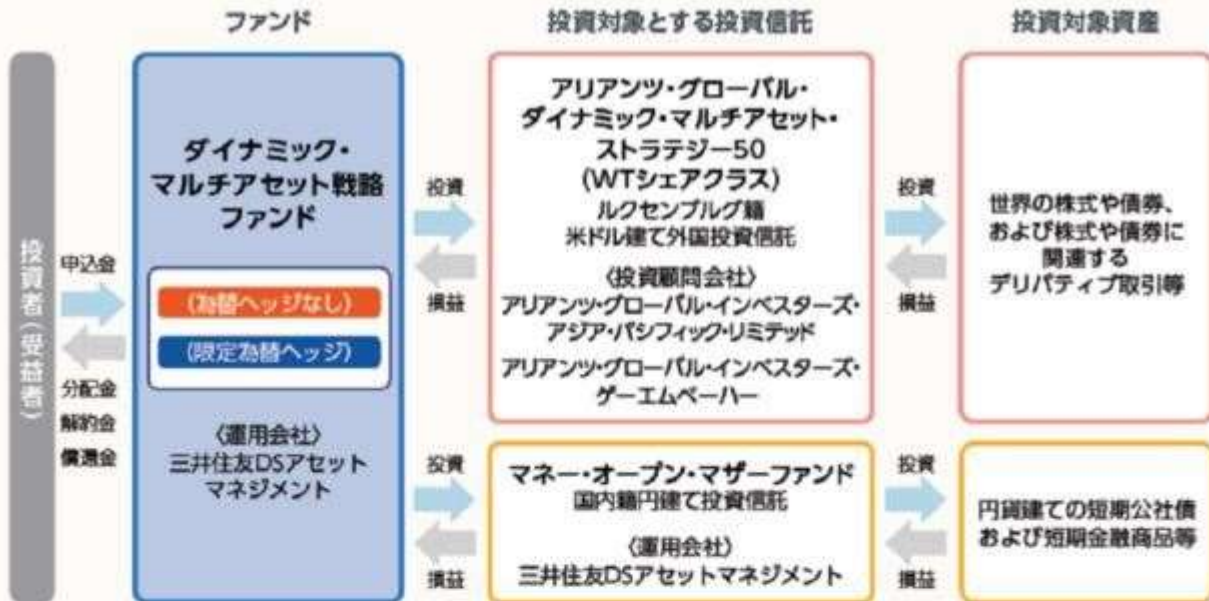 ファンド
投資対象とする投資信託
投資対象資産
投資者(受益者)
申込金
分配金
解約金
償還金
ダイナミック・
マルチアセット戦略
ファンド
(為替ヘッジなし)
(限定為替ヘッジ)
〈運用会社〉
三井住友DSアセット
マネジメント
投資
損益
アリアンツ・グローバル・
ダイナミック・マルチアセット・
ストラテジー50
(WTシェアクラス)
ルクセンブルグ籍
米ドル建て外国投資信託
〈投資顧問会社〉
アリアンツ・グローバル・インベスターズ・
アジア・パシフィック・リミテッド
アリアンツ・グローバル・インベスターズ・
ゲーエムベーハー
投資
損益
世界の株式や債券、
および株式や債券に
関連する
デリバティブ取引等
投資
損益
マネー・オープン・マザーファンド
国内籍円建て投資信託
〈運用会社〉
三井住友DSアセットマネジメント
投資
損益
円貨建ての短期公社債
および短期金融商品等